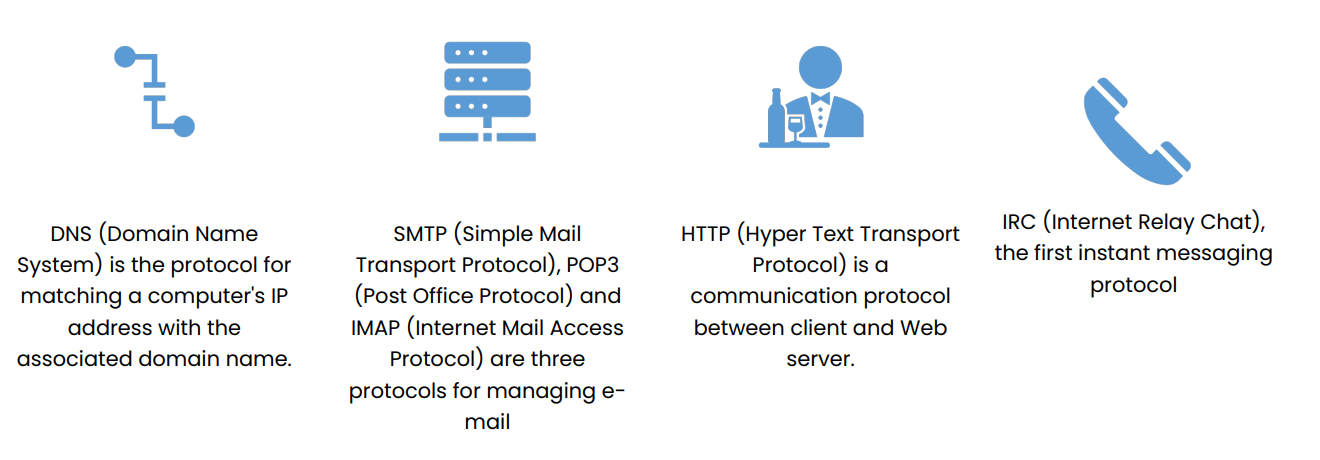 DNS (Domain Name
System) is the protocol for
matching a computer's IP
address with the
associated domain name.
SMTP (Simple Mail
Transport Protocol), POP3
(Post Office Protocol) and
IMAP (Internet Mail Access
Protocol) are three
protocols for managing e-
mail
HTTP (Hyper Text Transport
Protocol) is a
communication protocol
between client and Web
server.
IRC (Internet Relay Chat),
the first instant messaging
protocol